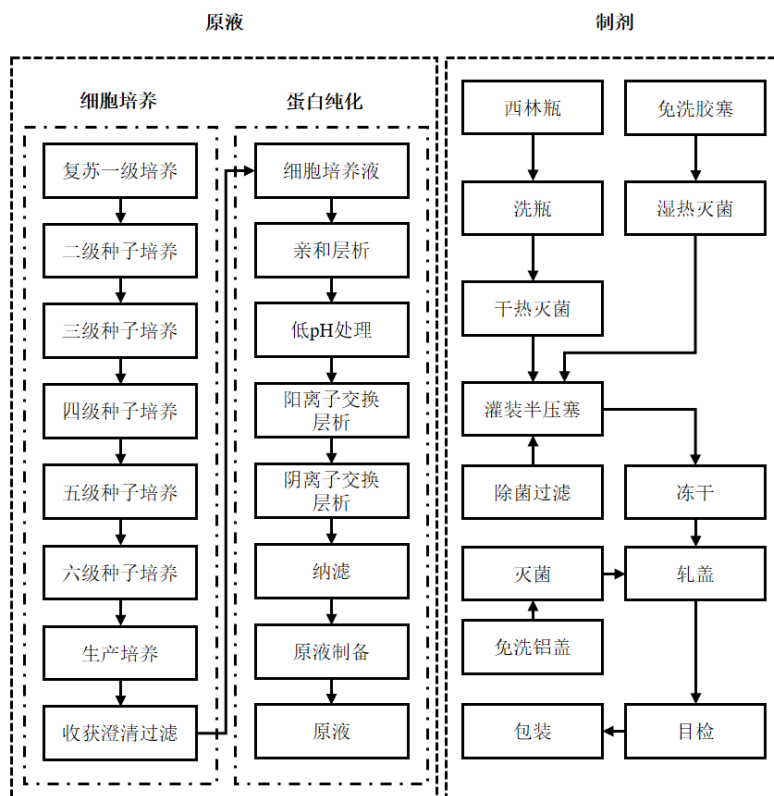 原液
制剂
细胞培养
蛋白纯化
复苏一级培养
二级种子培养
三级种子培养
四级种子培养
五级种子培养
六级种子培养
生产培养
收获澄清过滤
细胞培养液
亲和层析
低pH处理
阳离子交换
层析
阴离子交换
层析
纳滤
原液制备
原液
西林瓶
免洗胶塞
洗瓶
湿热灭菌
干热灭菌
灌装半压塞
除菌过滤
冻干
灭菌
轧盖
免洗铝盖
包装
目检